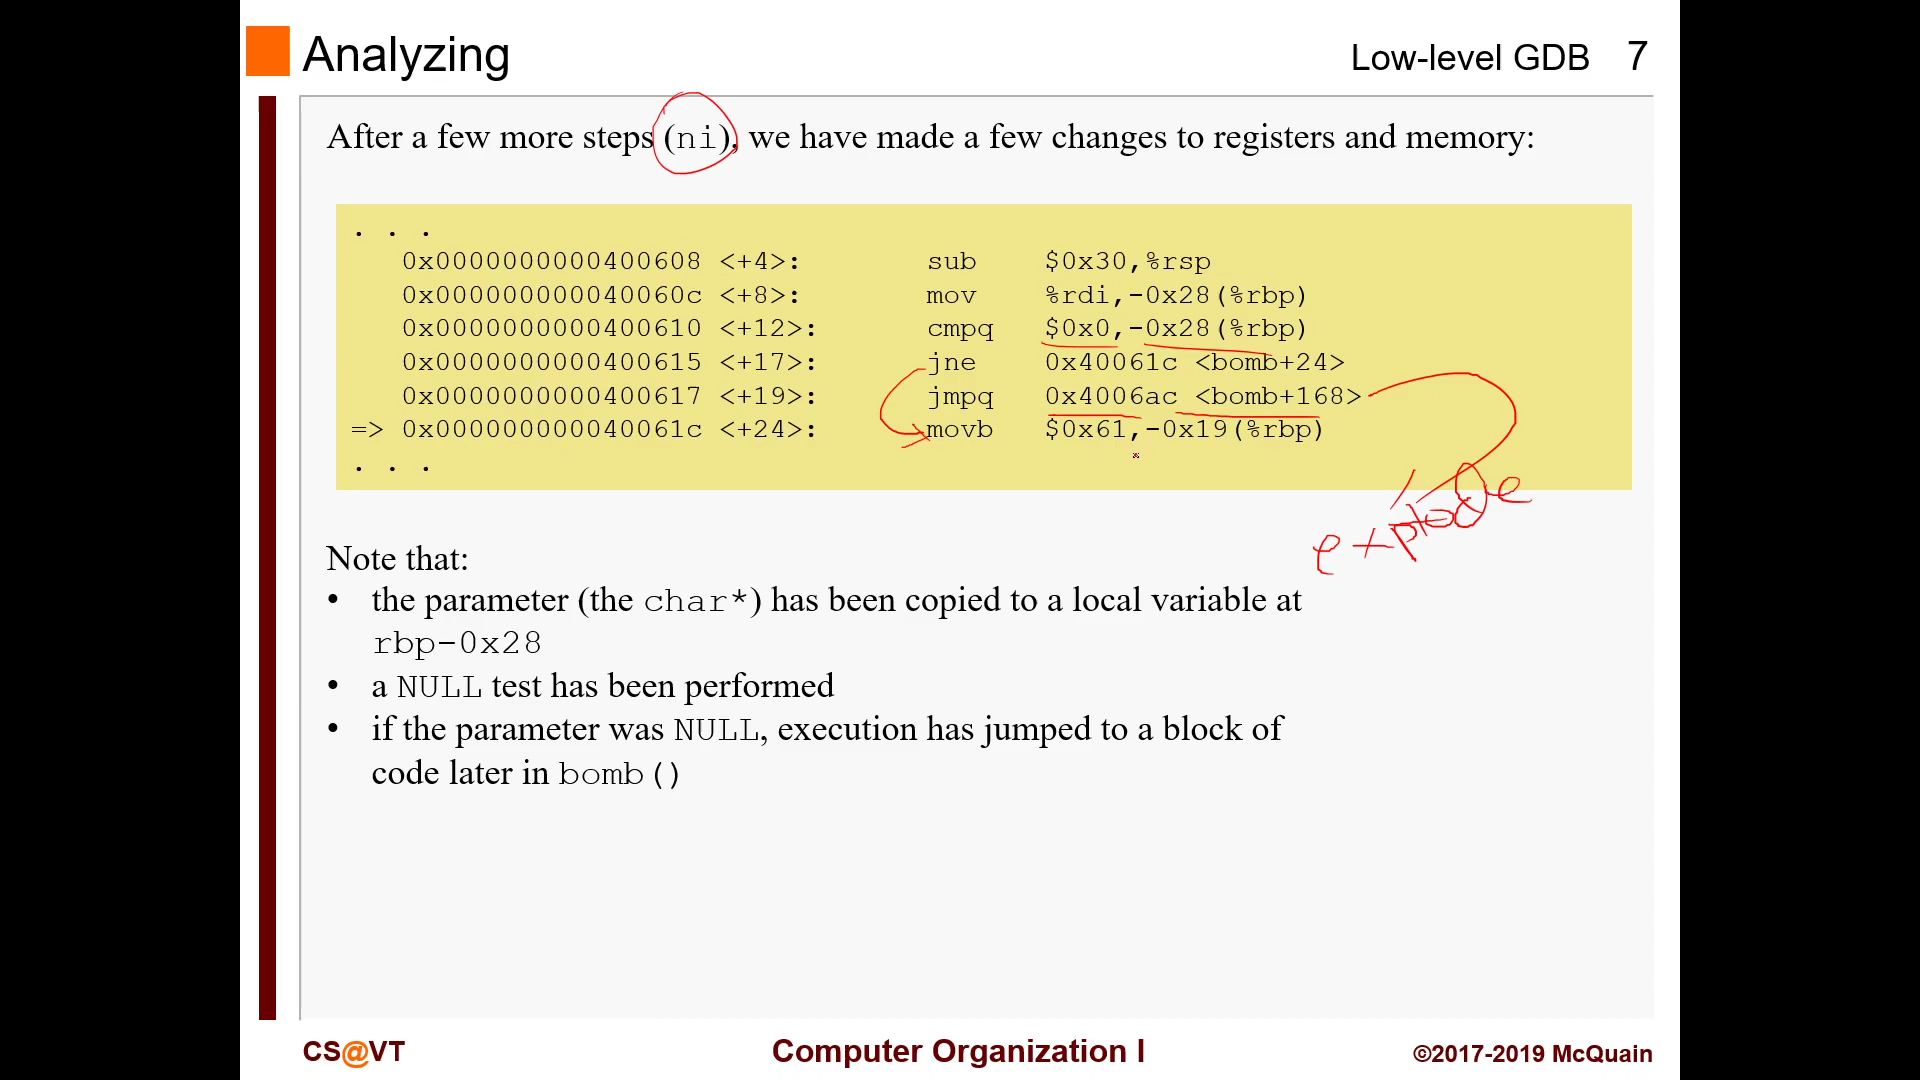 Analyzing
Low-level GDB 7
After a few more steps (ni), we have made a few changes to registers and memory:
. . .
0x0000000000400608 <+4>: sub $0x30,%rsp
0x000000000040060c <+8>: mov %rdi,-0x28(%rbp)
0x0000000000400610 <+12>: cmpq $0x0,-0x28(%rbp)
0x0000000000400615 <+17>: jne 0x40061c <bomb+24>
0x0000000000400617 <+19>: jmpq 0x4006ac <bomb+168>
=> 0x000000000040061c <+24>: movb $0x61,-0x19(%rbp)
. . .
explode
Note that:
• the parameter (the char*) has been copied to a local variable at
rbp-0x28
• a NULL test has been performed
• if the parameter was NULL, execution has jumped to a block of
code later in bomb()
CS@VT
Computer Organization I
©2017-2019 McQuain